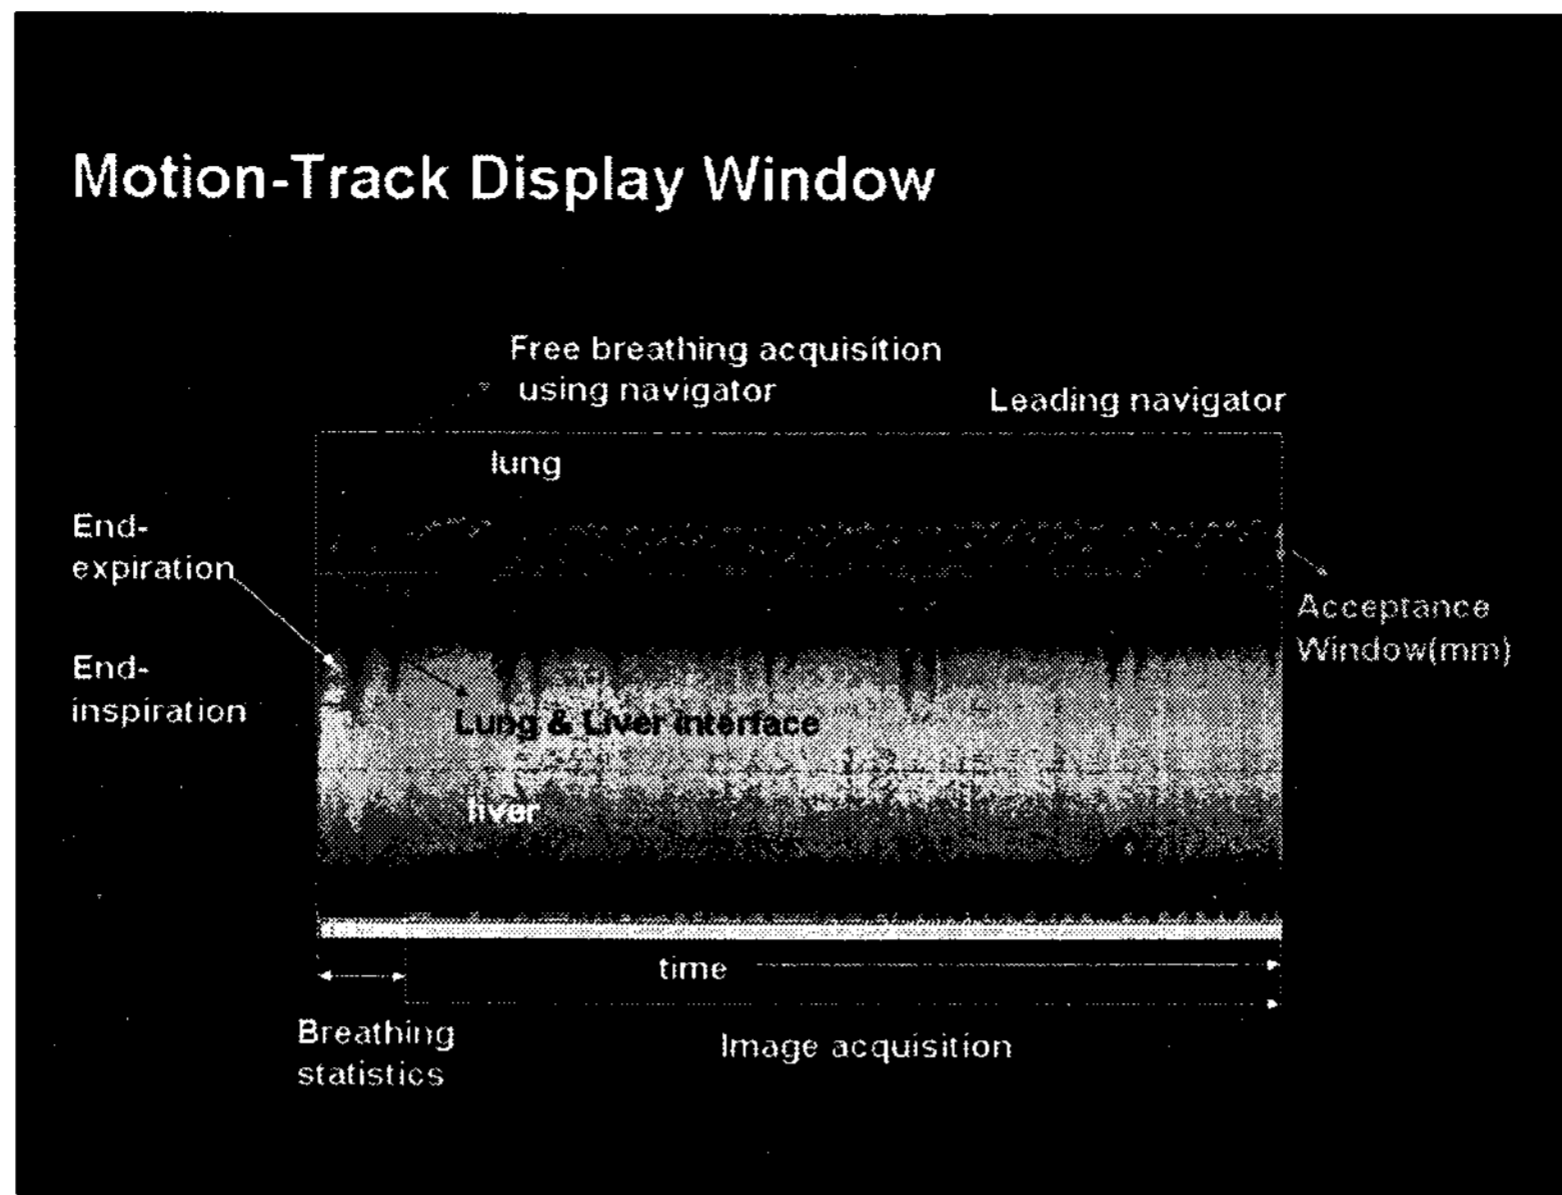 Motion-Track Display Window
Free breathing acquisition
using navigator
Leading navigator
lung
End-
expiration
Acceptance
Window(mm)
End-
inspiration
Lung & Liver interface
liver
time
Breathing
statistics
Image acquisition